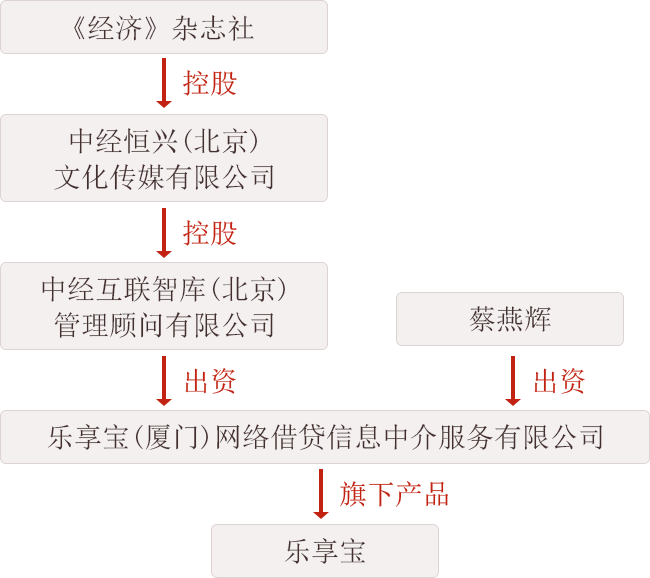 《经济》杂志社
控股
中经恒兴(北京)
文化传媒有限公司
控股
中经互联智库(北京)
管理顾问有限公司
蔡燕辉
出资
出资
乐享宝(厦门)网络借贷信息中介服务有限公司
旗下产品
乐享宝